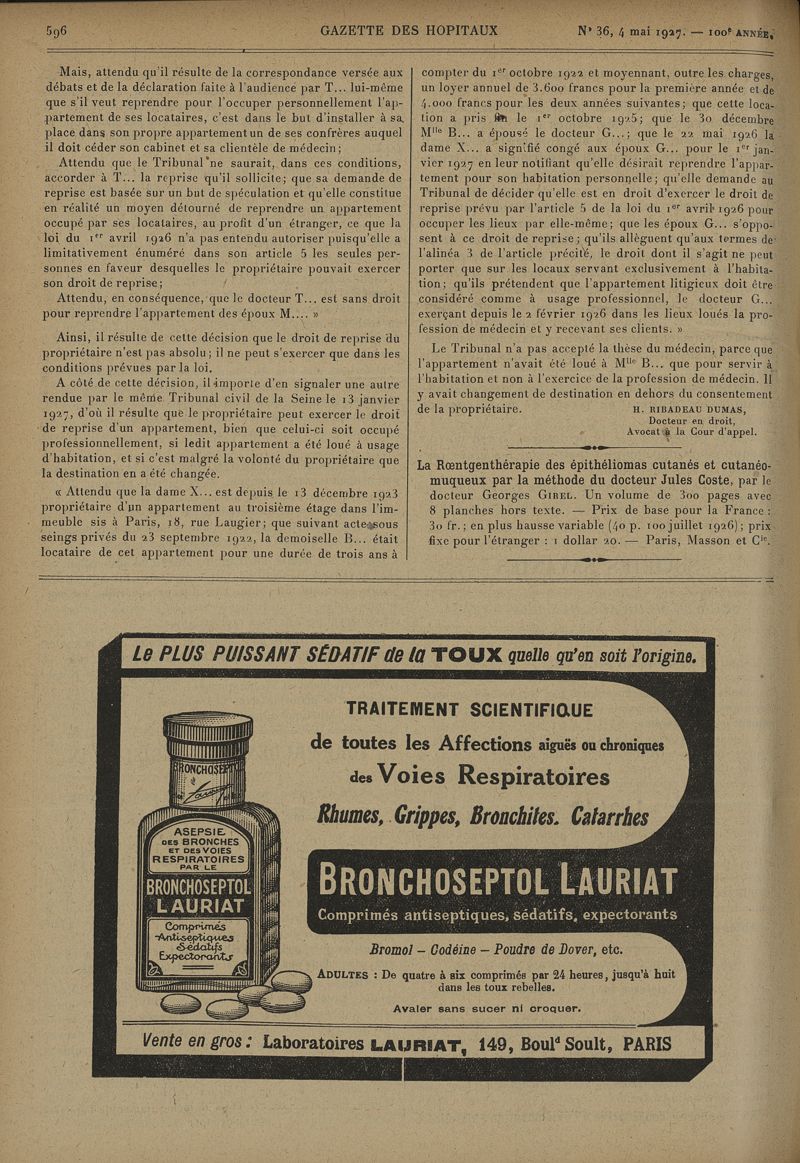 596
GAZETTE DES HOPITAUX
N° 36, 4 mai 1927. — 100e ANNÉE.
Mais, attendu qu'il résulte de la correspondance versée aux
débats et de la déclaration faite à l'audience par T... lui-même
que s'il veut reprendre pour l'occuper personnellement l'ap-
partement de ses locataires, c'est dans le but d'installer à sa
place dans son propre appartement un de ses confrères auquel
il doit céder son cabinet et sa clientèle de médecin;
Attendu que le Tribunal ne saurait, dans ces conditions,
accorder à T... la reprise qu'il sollicite; que sa demande de
reprise est basée sur un but de spéculation et qu'elle constitue
en réalité un moyen détourné de reprendre un appartement
occupé par ses locataires, au profit d'un étranger, ce que la
loi du 1er avril 1926 n'a pas entendu autoriser puisqu'elle a
limitativement énuméré dans son article 5 les seules per-
sonnes en faveur desquelles le propriétaire pouvait exercer
son droit de reprise;
Attendu, en conséquence, que le docteur T... est sans droit
pour reprendre l'appartement des époux M.... »
Ainsi, il résulte de cette décision que le droit de reprise du
propriétaire n'est pas absolu; il ne peut s'exercer que dans les
conditions prévues par la loi.
A côté de cette décision, il importe d'en signaler une autre
rendue par le même Tribunal civil de la Seine le 13 janvier
1927, d'où il résulte que le propriétaire peut exercer le droit
de reprise d'un appartement, bien que celui-ci soit occupé
professionnellement, si ledit appartement a été loué à usage
d'habitation, et si c'est malgré la volonté du propriétaire que
la destination en a été changée.
« Attendu que la dame X... est depuis le 13 décembre 1923
propriétaire d'un appartement au troisième étage dans l'im-
meuble sis à Paris, 18, rue Laugier; que suivant acte sous
seings privés du 23 septembre 1922, la demoiselle B... était
locataire de cet appartement pour une durée de trois ans à
compter du 1er octobre 1922 et moyennant, outre les charges,
un loyer annuel de 3.600 francs pour la première année et de
4.000 francs pour les deux années suivantes; que cette loca-
tion a pris fin le 1er octobre 1925; que le 30 décembre
Mlle B... a épousé le docteur G...; que le 22 mai 1926 la
dame X... a signifié congé aux époux G... pour le 1er jan-
vier 1927 en leur notifiant qu'elle désirait reprendre l'appar-
tement pour son habitation personnelle; qu'elle demande au
Tribunal de décider qu'elle est en droit d'exercer le droit de
reprise prévu par l'article 5 de la loi du 1er avril 1926 pour
occuper les lieux par elle-même; que les époux G... s'oppo-
sent à ce droit de reprise; qu'ils allèguent qu'aux termes de
l'alinéa 3 de l'article précité, le droit dont il s'agit ne peut
porter que sur les locaux servant exclusivement à l'habita-
tion; qu'ils prétendent que l'appartement litigieux doit être
considéré comme à usage professionnel, le docteur G...
exerçant depuis le 2 février 1926 dans les lieux loués la pro-
fession de médecin et y recevant ses clients. »
Le Tribunal n'a pas accepté la thèse du médecin, parce que
l'appartement n'avait été loué à Mlle B... que pour servir à
l'habitation et non à l'exercice de la profession de médecin. Il
y avait changement de destination en dehors du consentement
de la propriétaire.
H. RIBADEAU DUMAS,
Docteur en droit,
Avocat à la Cour d'appel.
La Rœntgenthérapie des épithéliomas cutanés et cutanéo-
muqueux par la méthode du docteur Jules Coste, par le
docteur Georges GIBEL. Un volume de 300 pages avec
8 planches hors texte. — Prix de base pour la France :
30 fr.; en plus hausse variable (40 p. 100 juillet 1926); prix
fixe pour l'étranger : 1 dollar 20. — Paris, Masson et Cie.
Le PLUS PUISSANT SÉDATIF de la TOUX quelle qu'en soit l'origine.
TRAITEMENT SCIENTIFIQUE
de toutes les Affections aiguës ou chroniques
des Voies Respiratoires
Rhumes, Grippes, Bronchites. Catarrhes
BRONCHOSEPTOL LAURIAT
Comprimés antiseptiques, sédatifs, expectorants
Bromol — Codéine — Poudre de Dover, etc.
ADULTES : De quatre à six comprimés par 24 heures, jusqu'à huit
dans les toux rebelles.
Avaler sans sucer ni croquer.
BRONCHOSEPTOL
ASEPSIE
DES BRONCHES
ET DES VOIES
RESPIRATOIRES
PAR LE
BRONCHOSEPTOL
LAURIAT
Comprimés
Antiseptiques
Sédatifs
Expectorants
Vente en gros : Laboratoires LAURIAT, 149, Bould Soult, PARIS